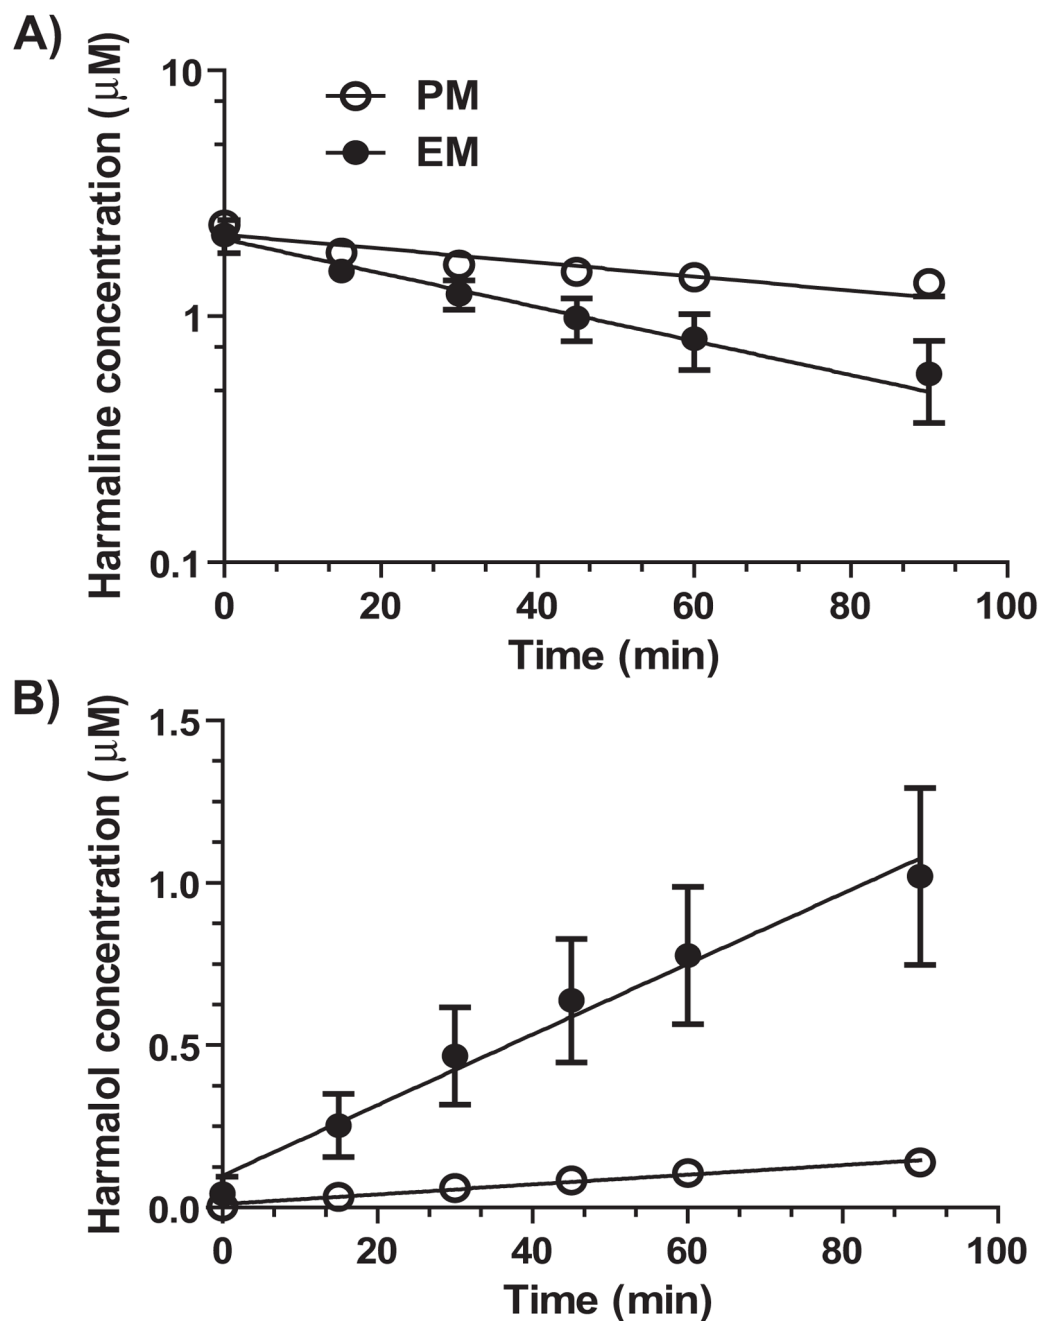 A)
Harmaline concentration (μM)
10
1
0.1
PM
EM
0 20 40 60 80 100
Time (min)
B)
Harmalol concentration (μM)
1.5
1.0
0.5
0.0
0 20 40 60 80 100
Time (min)